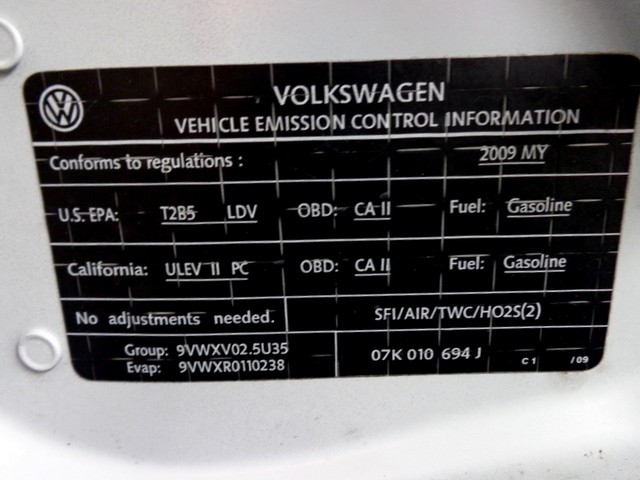 VOLKSWAGEN
VEHICLE EMISSION CONTROL INFORMATION
Conforms to regulations : 2009 MY
U.S. EPA: T2B5 LDV OBD: CA II Fuel: Gasoline
California: ULEV II PC OBD: CA II Fuel: Gasoline
No adjustments needed. SFI/AIR/TWC/HO2S(2)
Group: 9VWXV02.5U35
Evap: 9VWXR0110238
07K 010 694 J C 1 /09